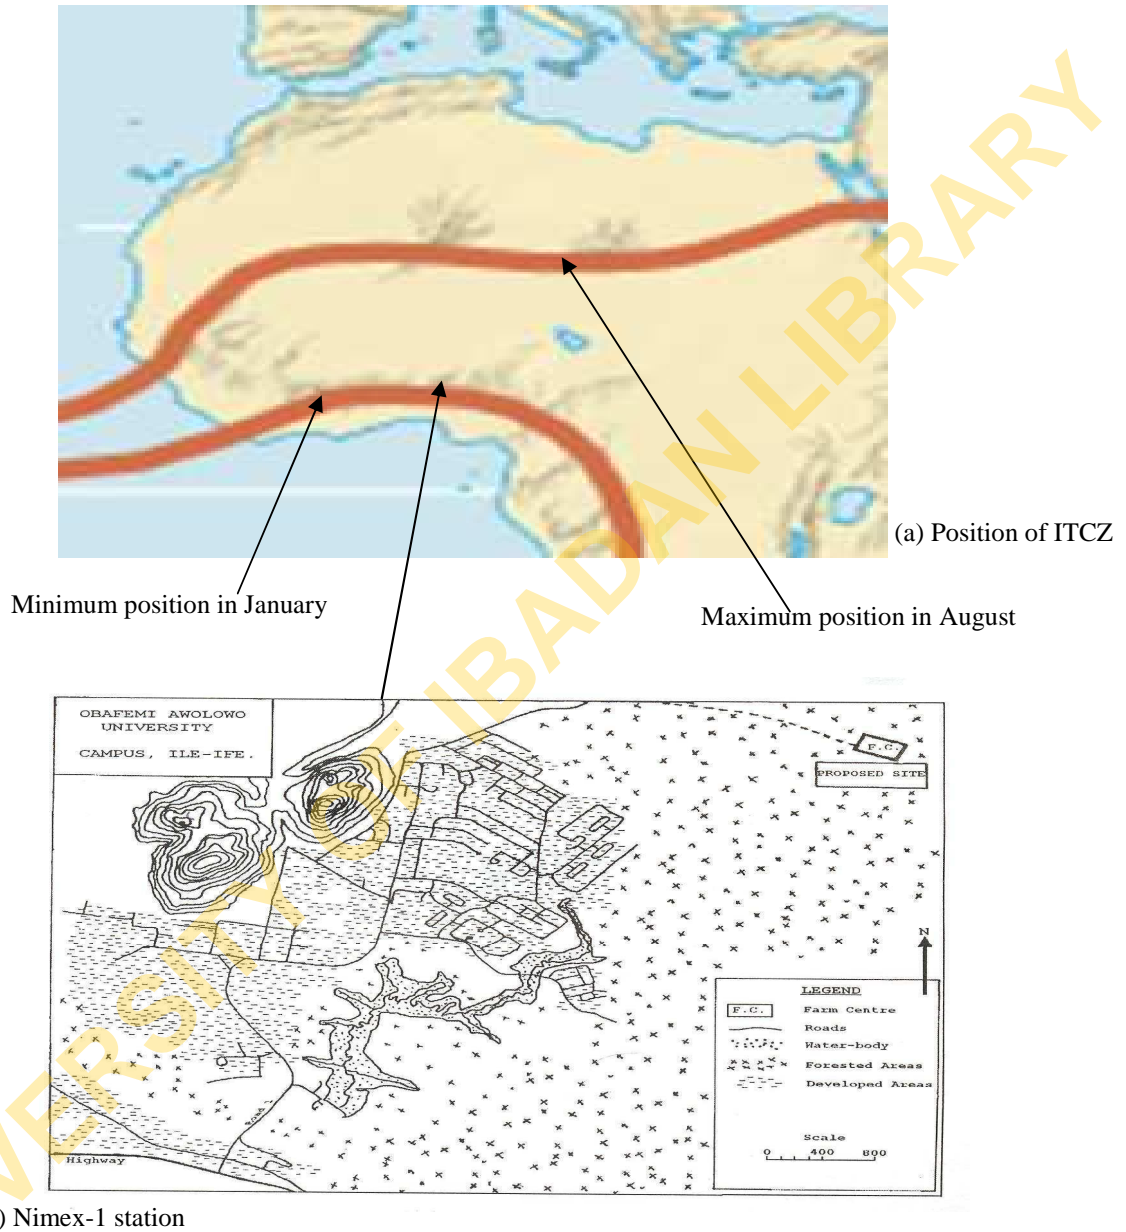 (a) Position of ITCZ
Minimum position in January
Maximum position in August
OBAFEMI AWOLOWO
UNIVERSITY
CAMPUS, ILE-IFE.
F.C.
PROPOSED SITE
N
LEGEND
F.C. Farm Centre
Roads
Water-body
Forested Areas
Developed Areas
Scale
0 400 800
Road
Highway
) Nimex-1 station
VERSITY OF IBADAN LIBRARY